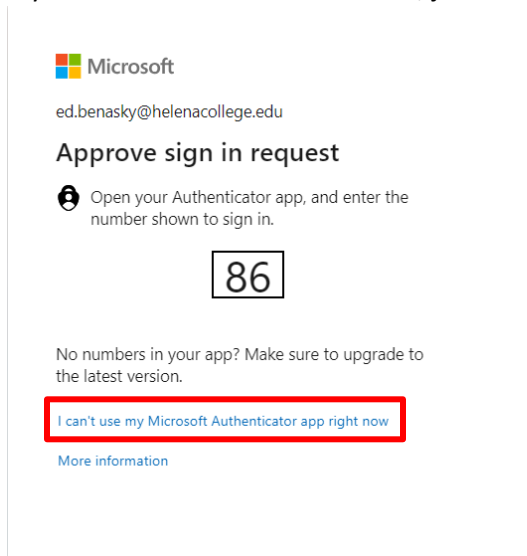 Microsoft
ed.benasky@helenacollege.edu
Approve sign in request
Open your Authenticator app, and enter the
number shown to sign in.
86
No numbers in your app? Make sure to upgrade to
the latest version.
I can't use my Microsoft Authenticator app right now
More information